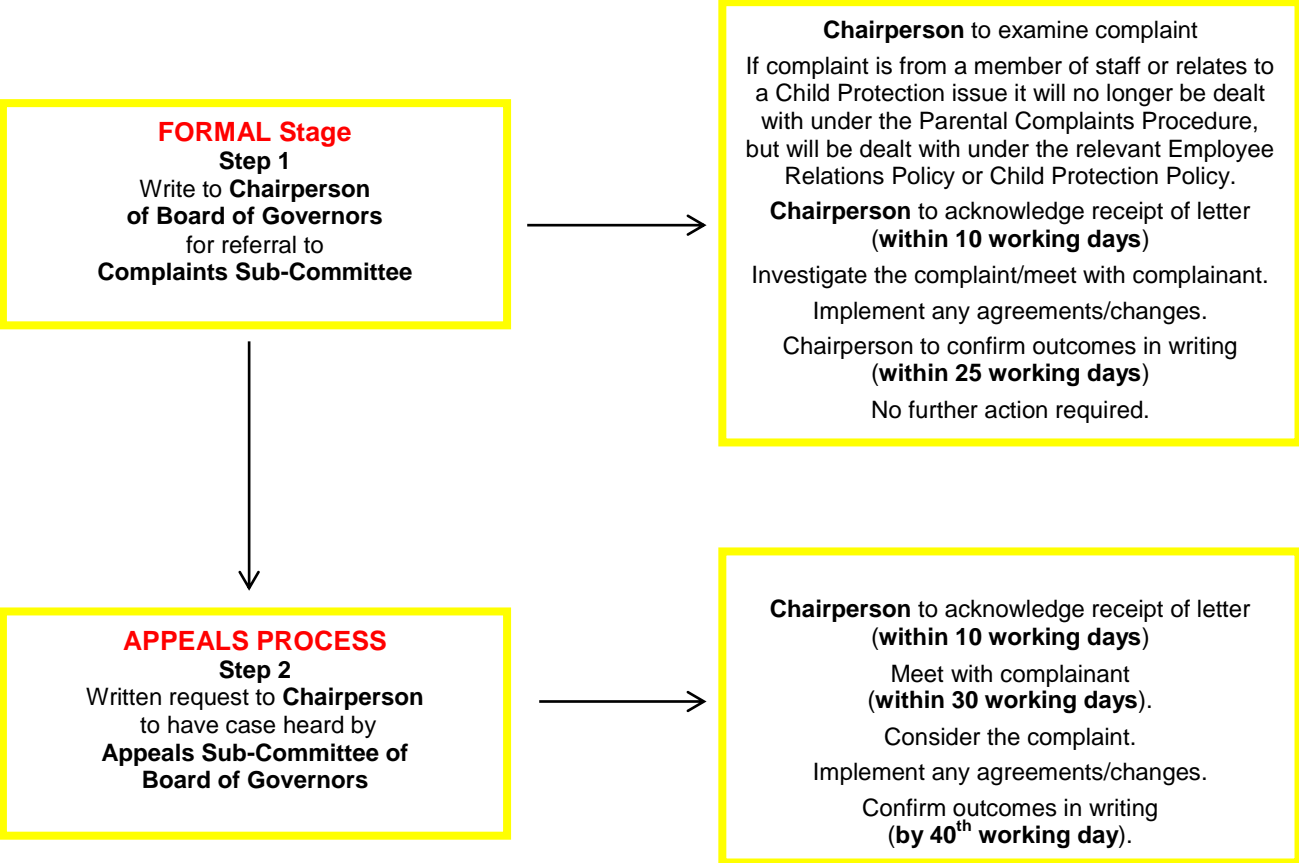 FORMAL Stage
Step 1
Write to Chairperson
of Board of Governors
for referral to
Complaints Sub-Committee
Chairperson to examine complaint
If complaint is from a member of staff or relates to
a Child Protection issue it will no longer be dealt
with under the Parental Complaints Procedure,
but will be dealt with under the relevant Employee
Relations Policy or Child Protection Policy.
Chairperson to acknowledge receipt of letter
(within 10 working days)
Investigate the complaint/meet with complainant.
Implement any agreements/changes.
Chairperson to confirm outcomes in writing
(within 25 working days)
No further action required.
APPEALS PROCESS
Step 2
Written request to Chairperson
to have case heard by
Appeals Sub-Committee of
Board of Governors
Chairperson to acknowledge receipt of letter
(within 10 working days)
Meet with complainant
(within 30 working days).
Consider the complaint.
Implement any agreements/changes.
Confirm outcomes in writing
(by 40th working day).